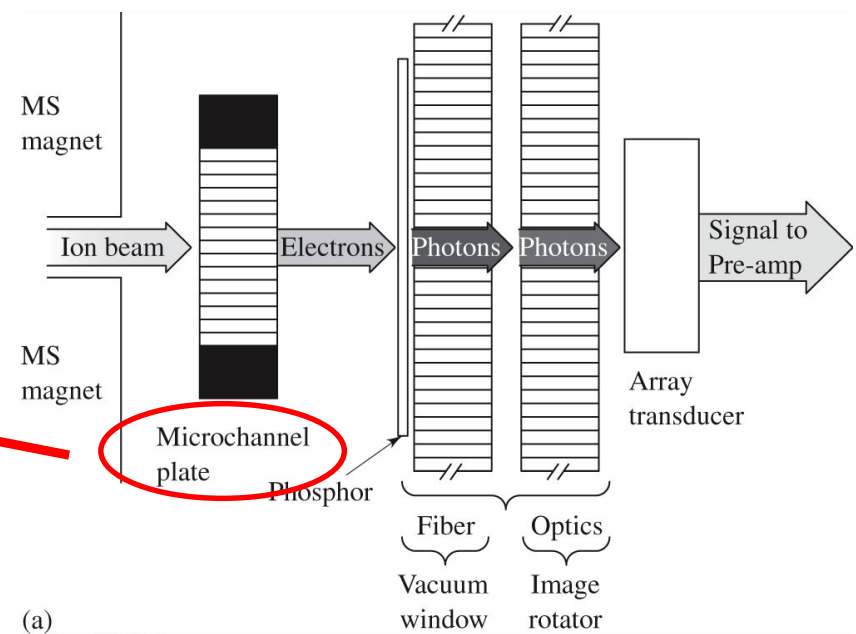 MS
magnet
Ion beam
Electrons
Photons
Photons
Signal to
Pre-amp
MS
magnet
Microchannel
plate
Phosphor
Array
transducer
Fiber
Optics
Vacuum
window
Image
rotator
(a)